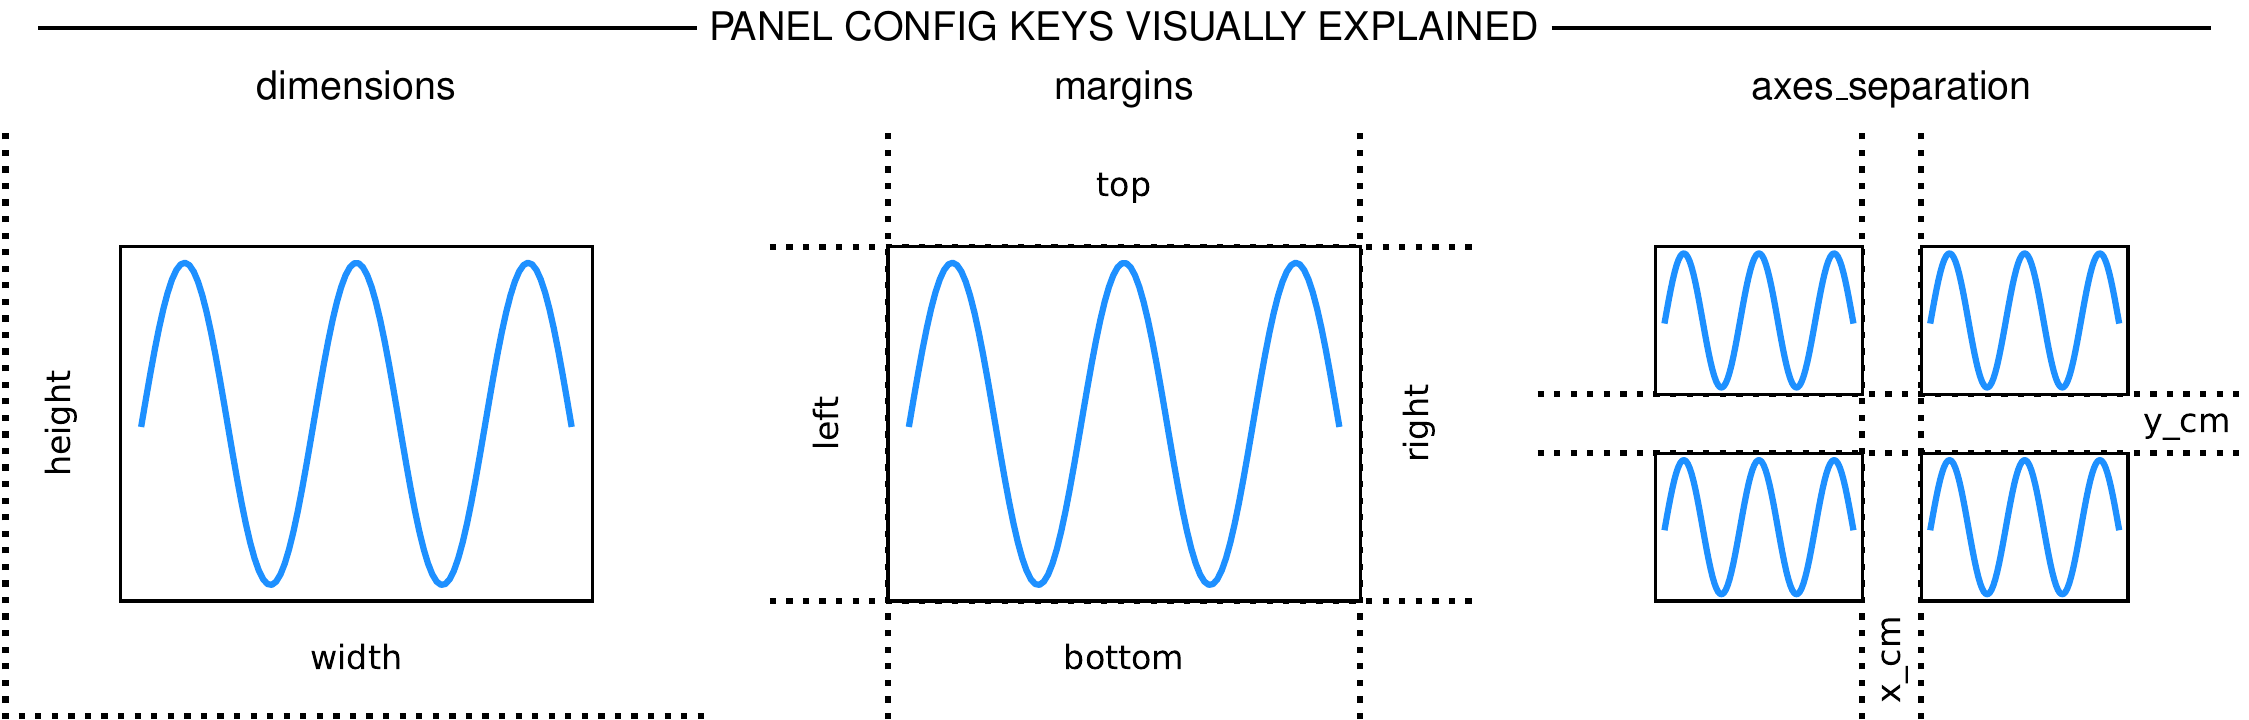 PANEL CONFIG KEYS VISUALLY EXPLAINED
dimensions
height
width
margins
top
left
right
bottom
axes_separation
y_cm
x_cm